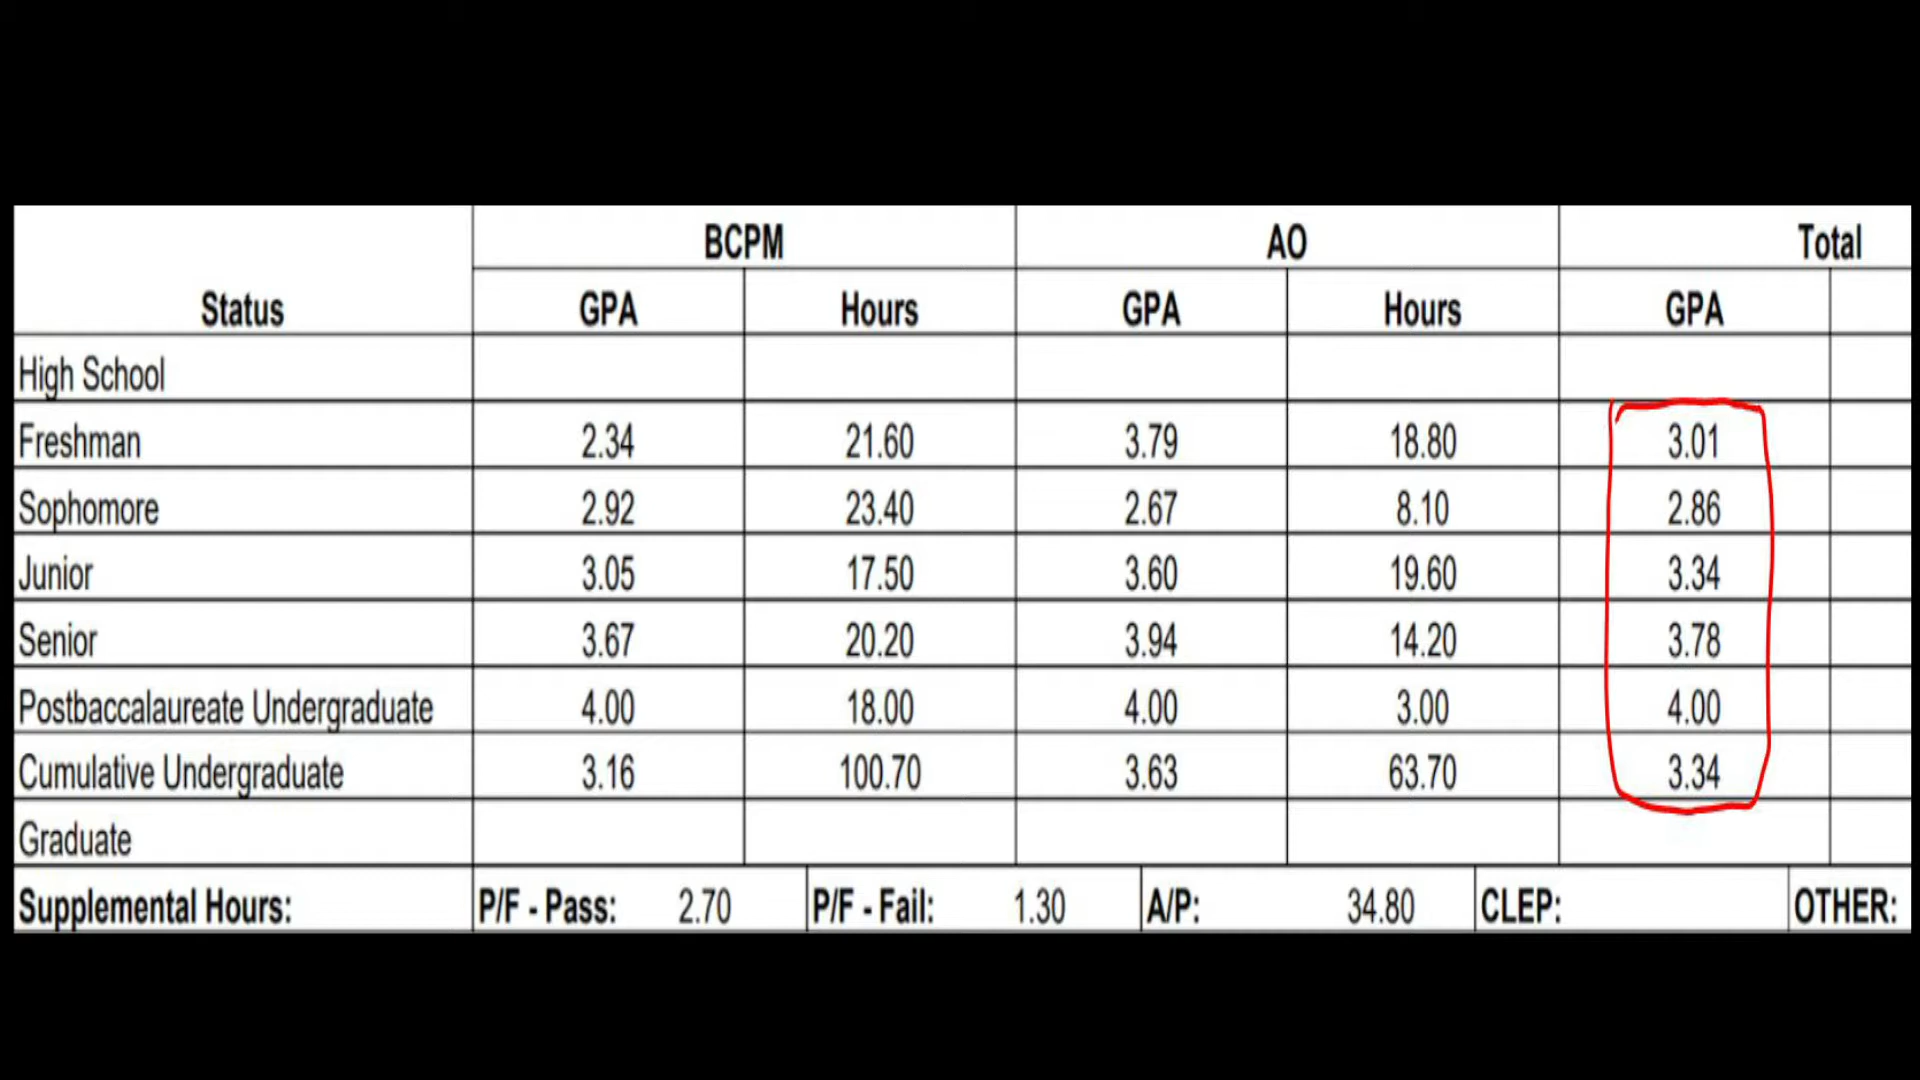 BCPM AO Total
Status GPA Hours GPA Hours GPA
High School
Freshman 2.34 21.60 3.79 18.80 3.01
Sophomore 2.92 23.40 2.67 8.10 2.86
Junior 3.05 17.50 3.60 19.60 3.34
Senior 3.67 20.20 3.94 14.20 3.78
Postbaccalaureate Undergraduate 4.00 18.00 4.00 3.00 4.00
Cumulative Undergraduate 3.16 100.70 3.63 63.70 3.34
Graduate
Supplemental Hours: P/F - Pass: 2.70 P/F - Fail: 1.30 A/P: 34.80 CLEP: OTHER: